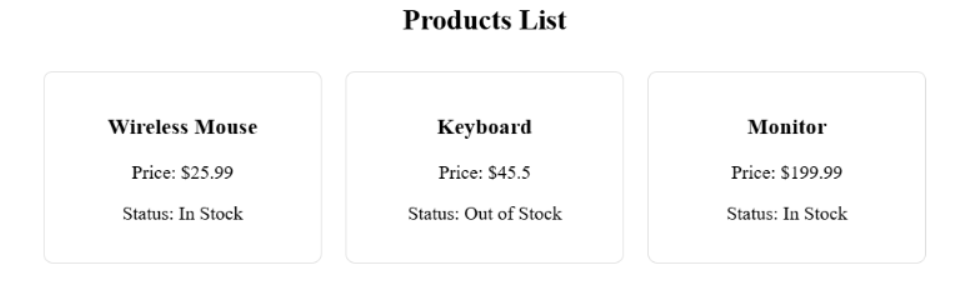 Products List
Wireless Mouse
Price: $25.99
Status: In Stock
Keyboard
Price: $45.5
Status: Out of Stock
Monitor
Price: $199.99
Status: In Stock